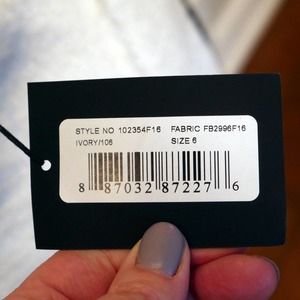 STYLE NO 102354F16 FABRIC FB2996F16
IVORY/106 SIZE 6
8 87032 87227 6